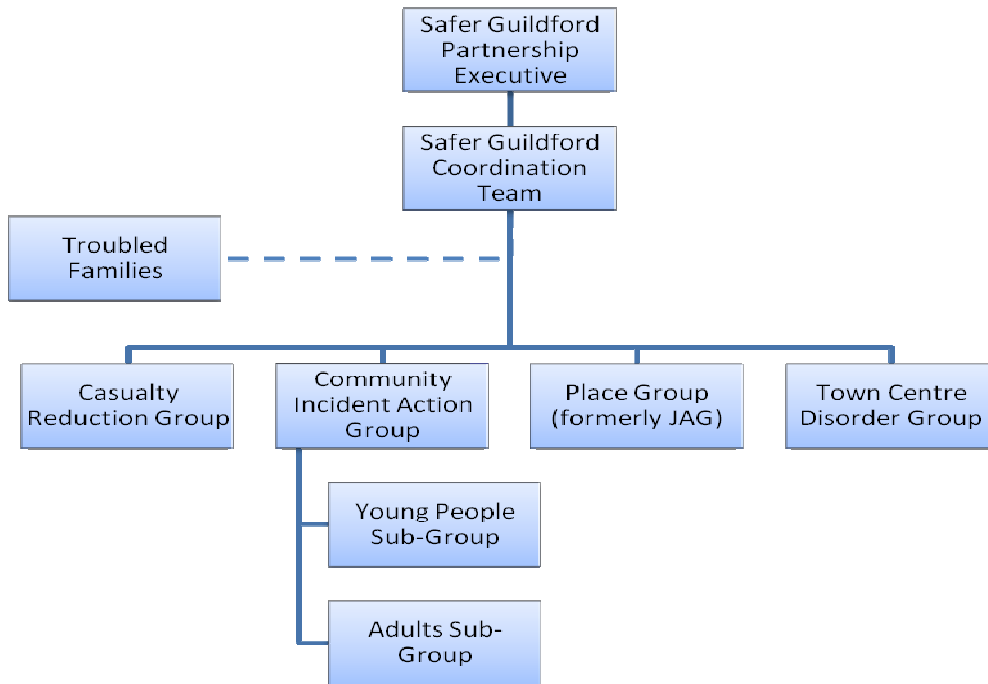 Safer Guildford
Partnership
Executive
Safer Guildford
Coordination
Team
Troubled
Families
Casualty
Reduction Group
Community
Incident Action
Group
Place Group
(formerly JAG)
Town Centre
Disorder Group
Young People
Sub-Group
Adults Sub-
Group